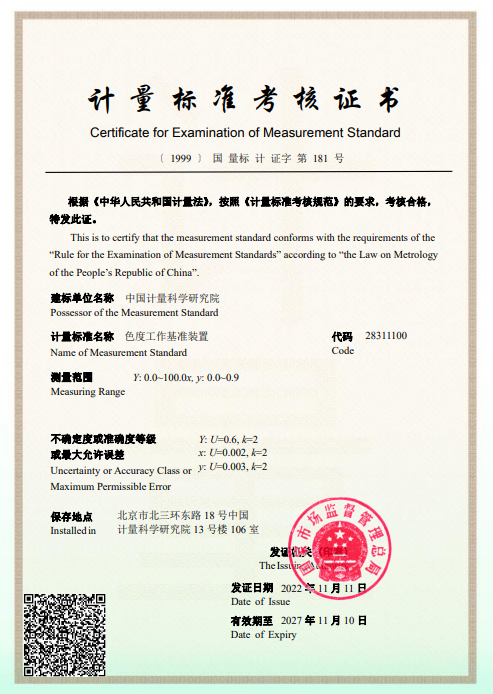 计量标准考核证书
Certificate for Examination of Measurement Standard
〔 1999 〕 国 量标 计 证字 第 181 号
根据《中华人民共和国计量法》，按照《计量标准考核规范》的要求，考核合格，
特发此证。
This is to certify that the measurement standard conforms with the requirements of the
“Rule for the Examination of Measurement Standards” according to “the Law on Metrology
of the People’s Republic of China”.
建标单位名称 中国计量科学研究院
Possessor of the Measurement Standard
计量标准名称 色度工作基准装置 代码 28311100
Name of Measurement Standard Code
测量范围 Y: 0.0~100.0x, y: 0.0~0.9
Measuring Range
不确定度或准确度等级 Y: U=0.6, k=2
或最大允许误差 x: U=0.002, k=2
Uncertainty or Accuracy Class or y: U=0.003, k=2
Maximum Permissible Error
保存地点 北京市北三环东路 18 号中国
Installed in 计量科学研究院 13 号楼 106 室
国家市场监督管理总局
发证机关
The Issuing
发证日期 2022 年 11 月 11 日
Date of Issue
有效期至 2027 年 11 月 10 日
Date of Expiry